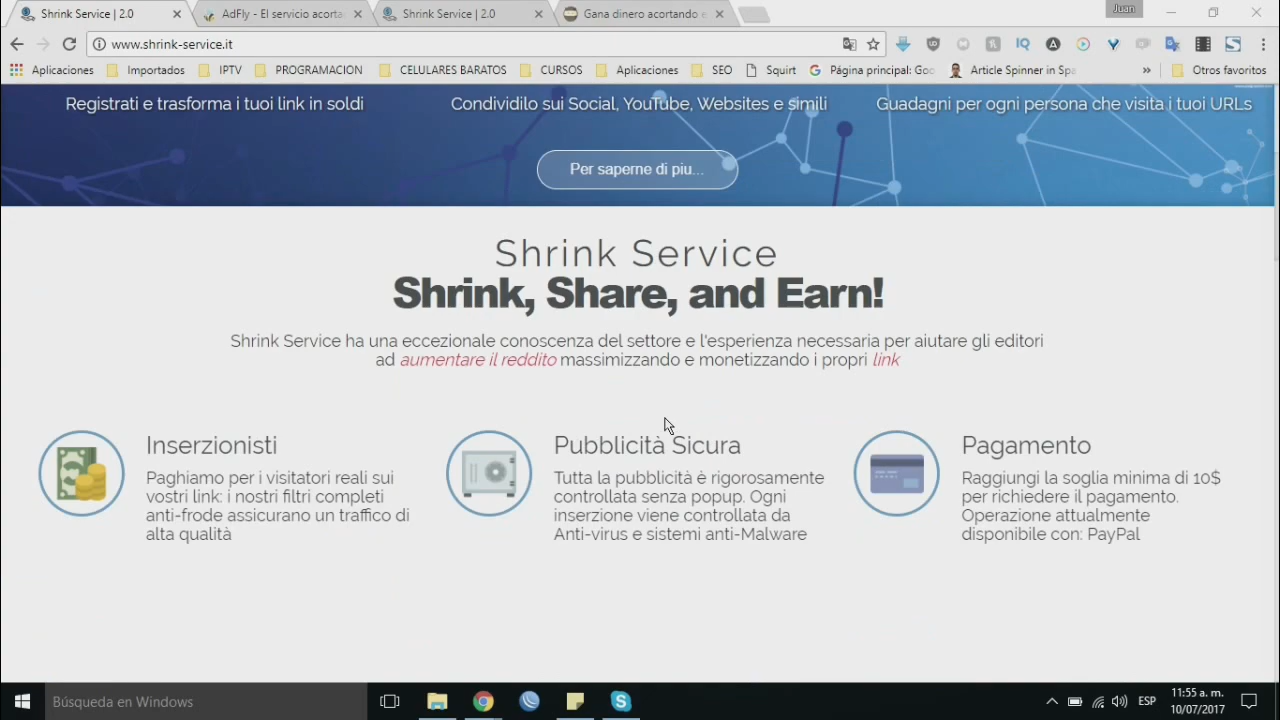 Shrink Service | 2.0
AdFly - El servicio acorta
Shrink Service | 2.0
Gana dinero acortando e
Juan
www.shrink-service.it
Aplicaciones
Importados
IPTV
PROGRAMACION
CELULARES BARATOS
CURSOS
Aplicaciones
SEO
Squirt
Página principal: Goo
Article Spinner in Spa
»
Otros favoritos
Registrati e trasforma i tuoi link in soldi
Condividilo sui Social, YouTube, Websites e simili
Guadagni per ogni persona che visita i tuoi URLs
Per saperne di piu...
Shrink Service
Shrink, Share, and Earn!
Shrink Service ha una eccezionale conoscenza del settore e l'esperienza necessaria per aiutare gli editori
ad aumentare il reddito massimizzando e monetizzando i propri link
Inserzionisti
Paghiamo per i visitatori reali sui
vostri link: i nostri filtri completi
anti-frode assicurano un traffico di
alta qualità
Pubblicità Sicura
Tutta la pubblicità è rigorosamente
controllata senza popup. Ogni
inserzione viene controllata da
Anti-virus e sistemi anti-Malware
Pagamento
Raggiungi la soglia minima di 10$
per richiedere il pagamento.
Operazione attualmente
disponibile con: PayPal
Búsqueda en Windows
ESP
11:55 a. m.
10/07/2017